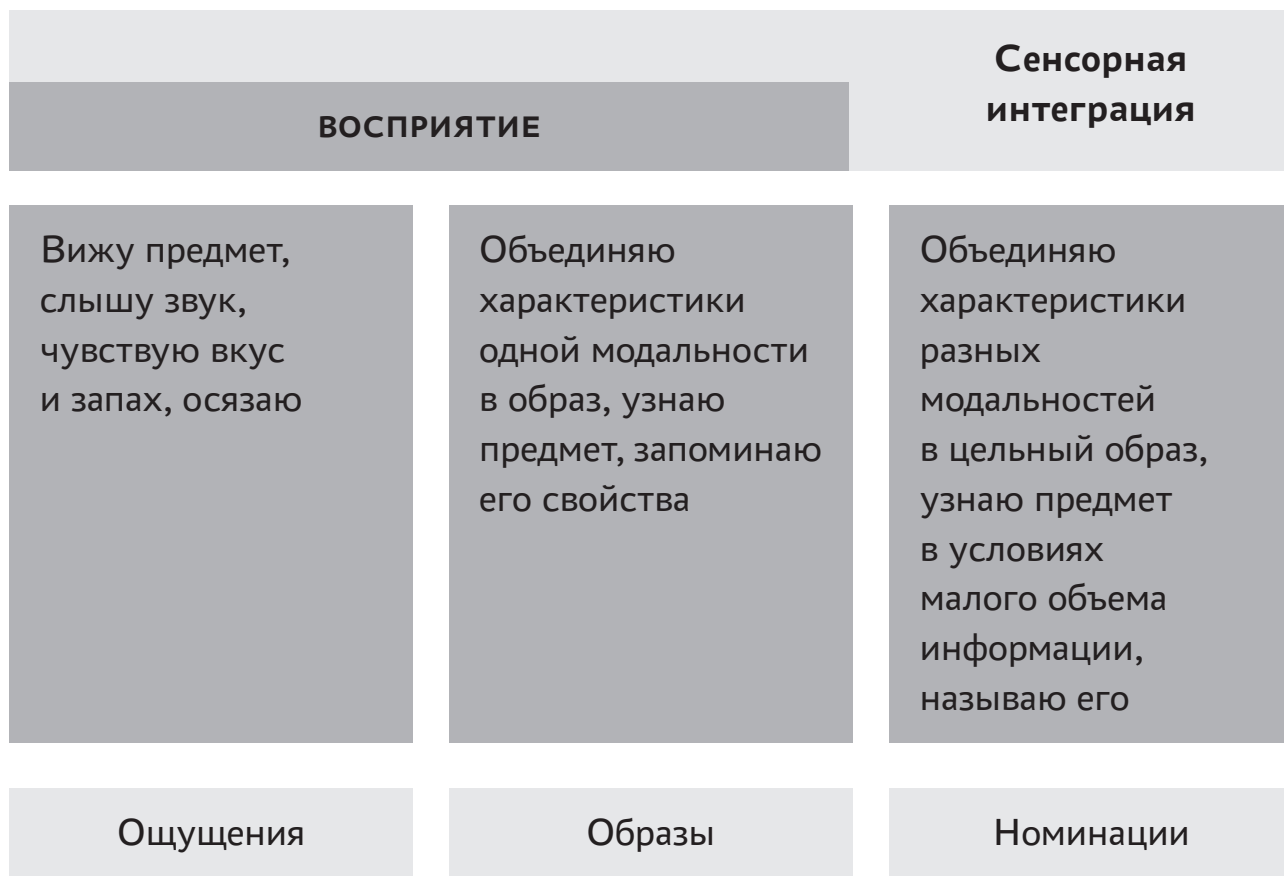 Сенсорная
интеграция
ВОСПРИЯТИЕ
Вижу предмет,
слышу звук,
чувствую вкус
и запах, осязаю
Объединяю
характеристики
одной модальности
в образ, узнаю
предмет, запоминаю
его свойства
Объединяю
характеристики
разных
модальностей
в цельный образ,
узнаю предмет
в условиях
малого объема
информации,
называю его
Ощущения
Образы
Номинации